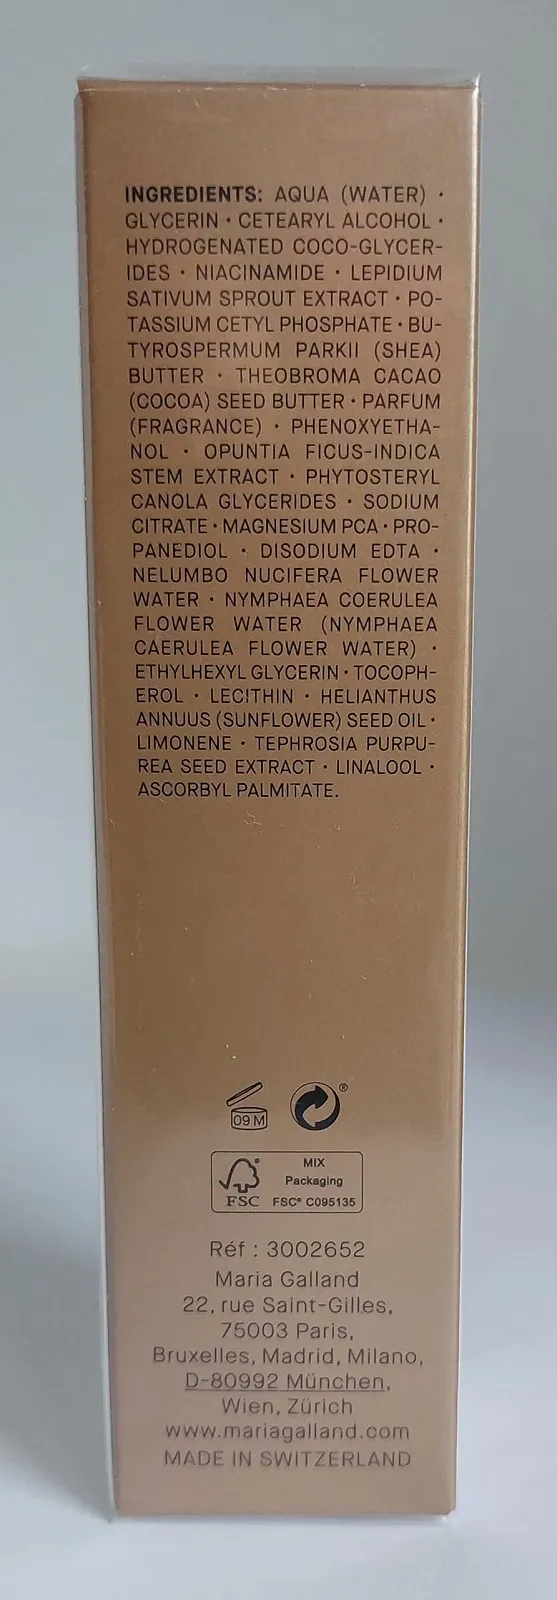 INGREDIENTS: AQUA (WATER) ·
GLYCERIN · CETEARYL ALCOHOL ·
HYDROGENATED COCO-GLYCER-
IDES · NIACINAMIDE · LEPIDIUM
SATIVUM SPROUT EXTRACT · PO-
TASSIUM CETYL PHOSPHATE · BU-
TYROSPERMUM PARKII (SHEA)
BUTTER · THEOBROMA CACAO
(COCOA) SEED BUTTER · PARFUM
(FRAGRANCE) · PHENOXYETHA-
NOL · OPUNTIA FICUS-INDICA
STEM EXTRACT · PHYTOSTERYL
CANOLA GLYCERIDES · SODIUM
CITRATE · MAGNESIUM PCA · PRO-
PANEDIOL · DISODIUM EDTA ·
NELUMBO NUCIFERA FLOWER
WATER · NYMPHAEA COERULEA
FLOWER WATER (NYMPHAEA
CAERULEA FLOWER WATER) ·
ETHYLHEXYL GLYCERIN · TOCOPH-
EROL · LECITHIN · HELIANTHUS
ANNUUS (SUNFLOWER) SEED OIL ·
LIMONENE · TEPHROSIA PURPU-
REA SEED EXTRACT · LINALOOL ·
ASCORBYL PALMITATE.
09 M ®
MIX
Packaging
FSC® C095135
FSC
Réf : 3002652
Maria Galland
22, rue Saint-Gilles,
75003 Paris,
Bruxelles, Madrid, Milano,
D-80992 München,
Wien, Zürich
www.mariagalland.com
MADE IN SWITZERLAND